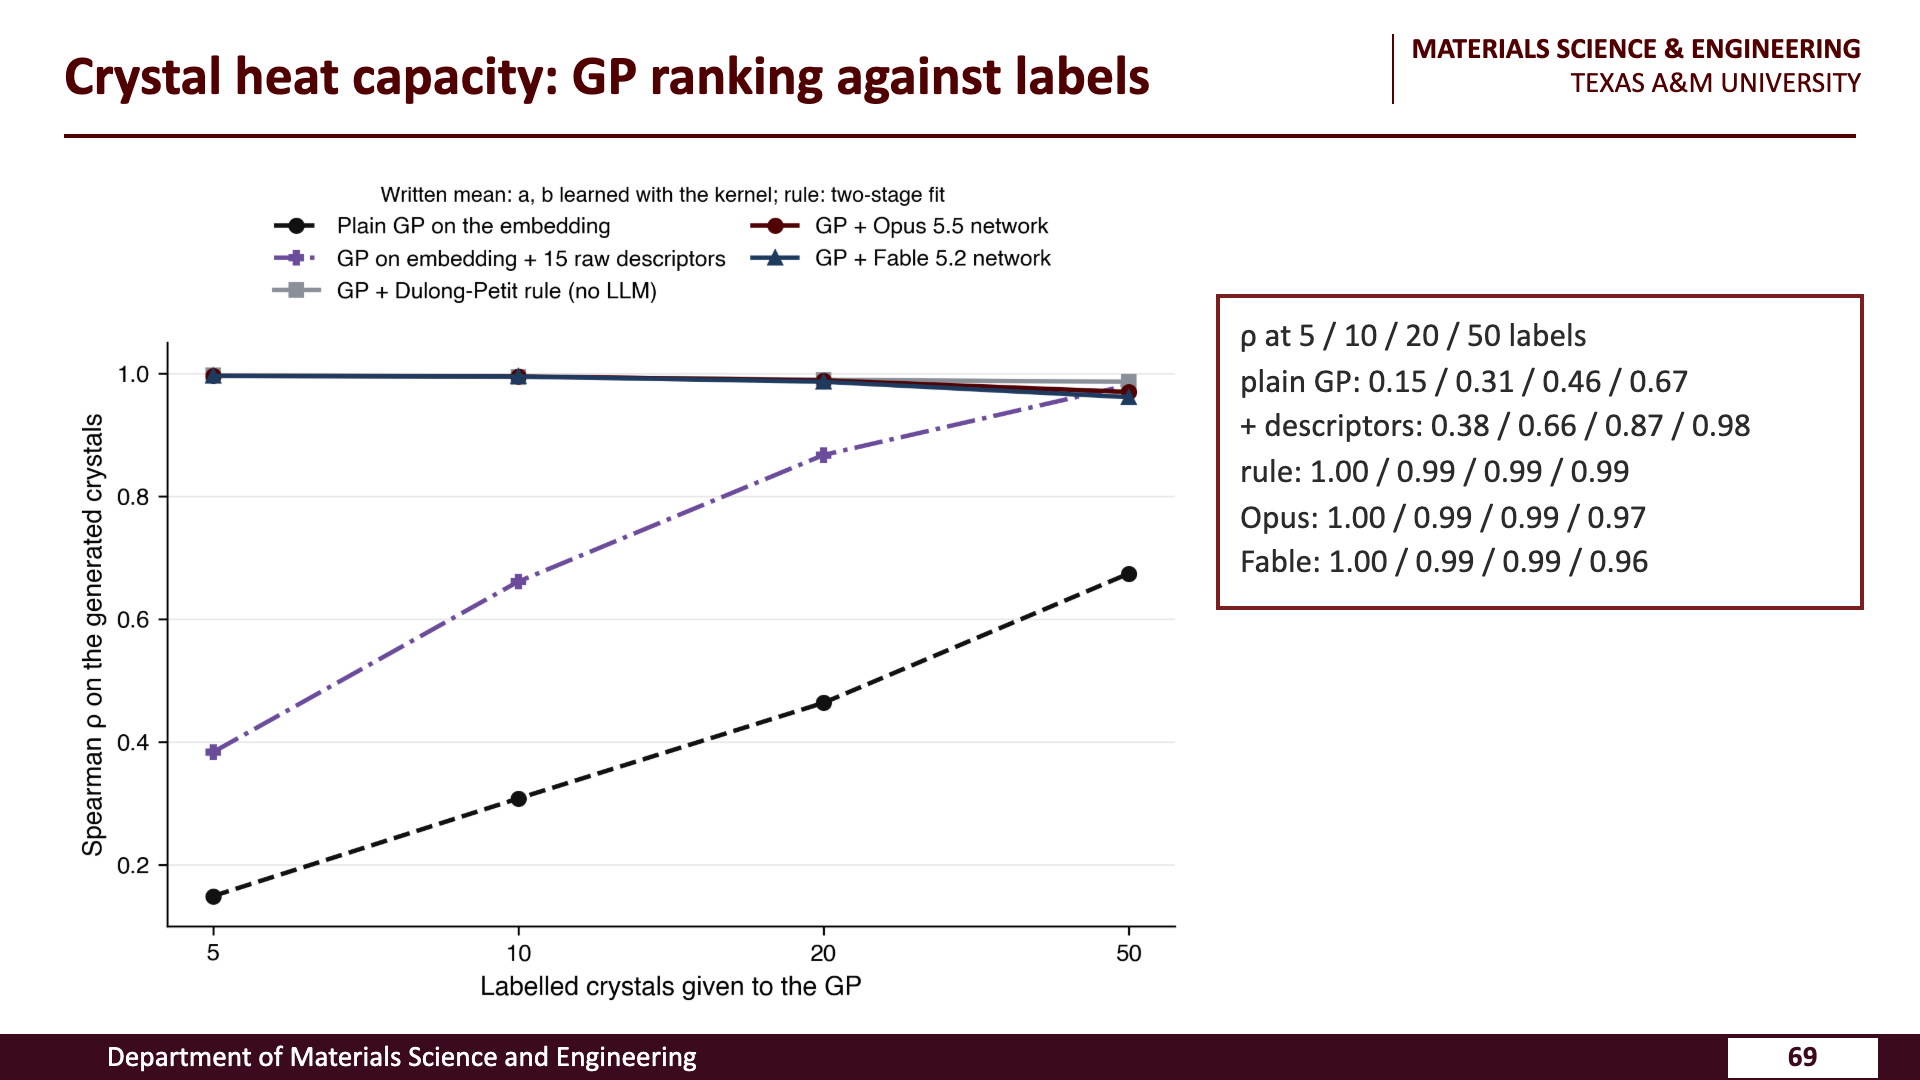 Crystal heat capacity: GP ranking against labels
MATERIALS SCIENCE & ENGINEERING
TEXAS A&M UNIVERSITY
Written mean: a, b learned with the kernel; rule: two-stage fit
Plain GP on the embedding
GP on embedding + 15 raw descriptors
GP + Dulong-Petit rule (no LLM)
GP + Opus 5.5 network
GP + Fable 5.2 network
Spearman ρ on the generated crystals
1.0
0.8
0.6
0.4
0.2
5
10
20
50
Labelled crystals given to the GP
ρ at 5 / 10 / 20 / 50 labels
plain GP: 0.15 / 0.31 / 0.46 / 0.67
+ descriptors: 0.38 / 0.66 / 0.87 / 0.98
rule: 1.00 / 0.99 / 0.99 / 0.99
Opus: 1.00 / 0.99 / 0.99 / 0.97
Fable: 1.00 / 0.99 / 0.99 / 0.96
Department of Materials Science and Engineering
69